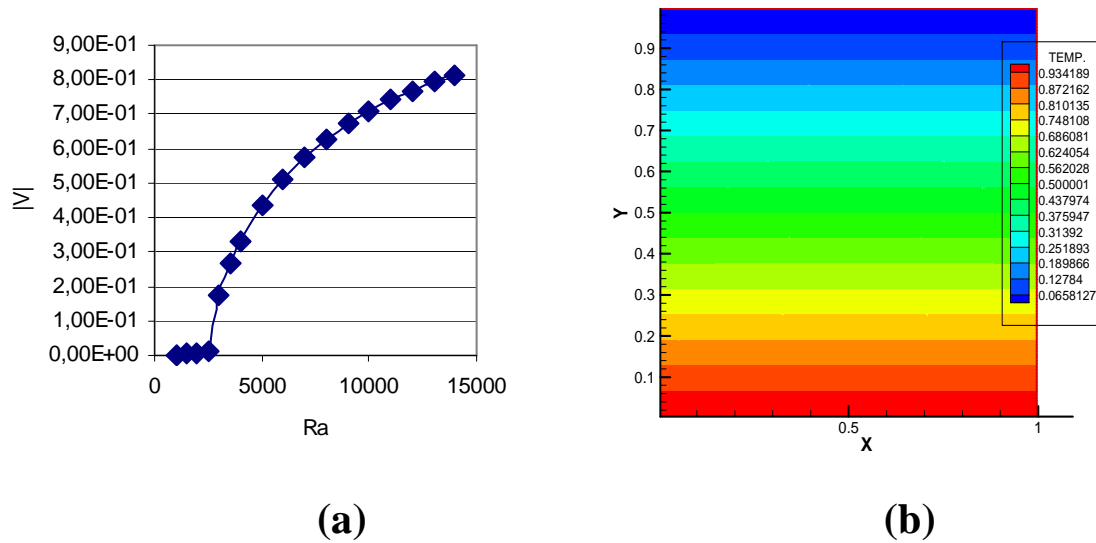 9,00E-01
8,00E-01
7,00E-01
6,00E-01
5,00E-01
4,00E-01
3,00E-01
2,00E-01
1,00E-01
0,00E+00
|V|
0 5000 10000 15000
Ra
(a)
0.9
0.8
0.7
0.6
0.5
0.4
0.3
0.2
0.1
Y
0.5 1
X
TEMP.
0.934189
0.872162
0.810135
0.748108
0.686081
0.624054
0.562028
0.500001
0.437974
0.375947
0.31392
0.251893
0.189866
0.12784
0.0658127
(b)